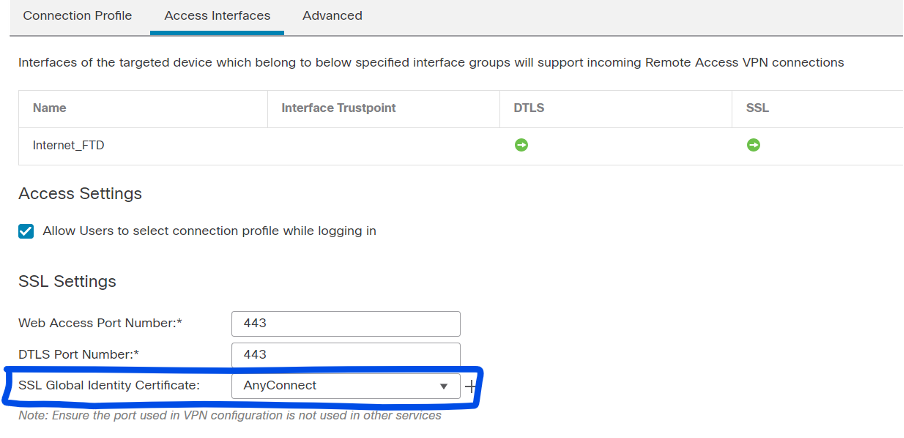 Connection Profile Access Interfaces Advanced
Interfaces of the targeted device which belong to below specified interface groups will support incoming Remote Access VPN connections
Name Interface Trustpoint DTLS SSL
Internet_FTD
Access Settings
Allow Users to select connection profile while logging in
SSL Settings
Web Access Port Number:* 443
DTLS Port Number:* 443
SSL Global Identity Certificate: AnyConnect
Note: Ensure the port used in VPN configuration is not used in other services